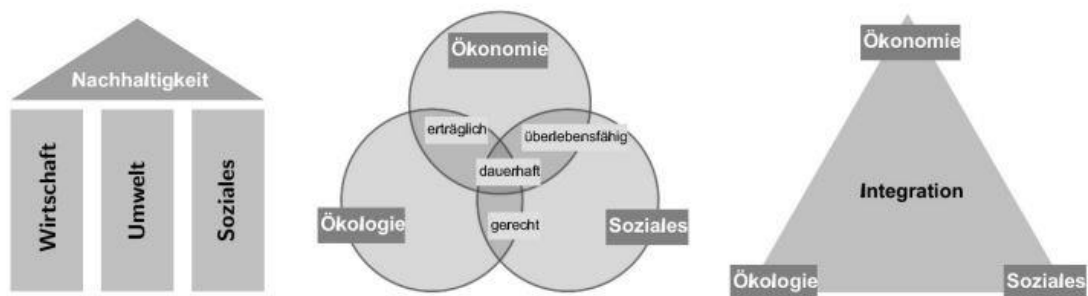 Nachhaltigkeit
Wirtschaft
Umwelt
Soziales
Ökonomie
erträglich
überlebensfähig
dauerhaft
Ökologie
gerecht
Soziales
Ökonomie
Integration
Ökologie
Soziales